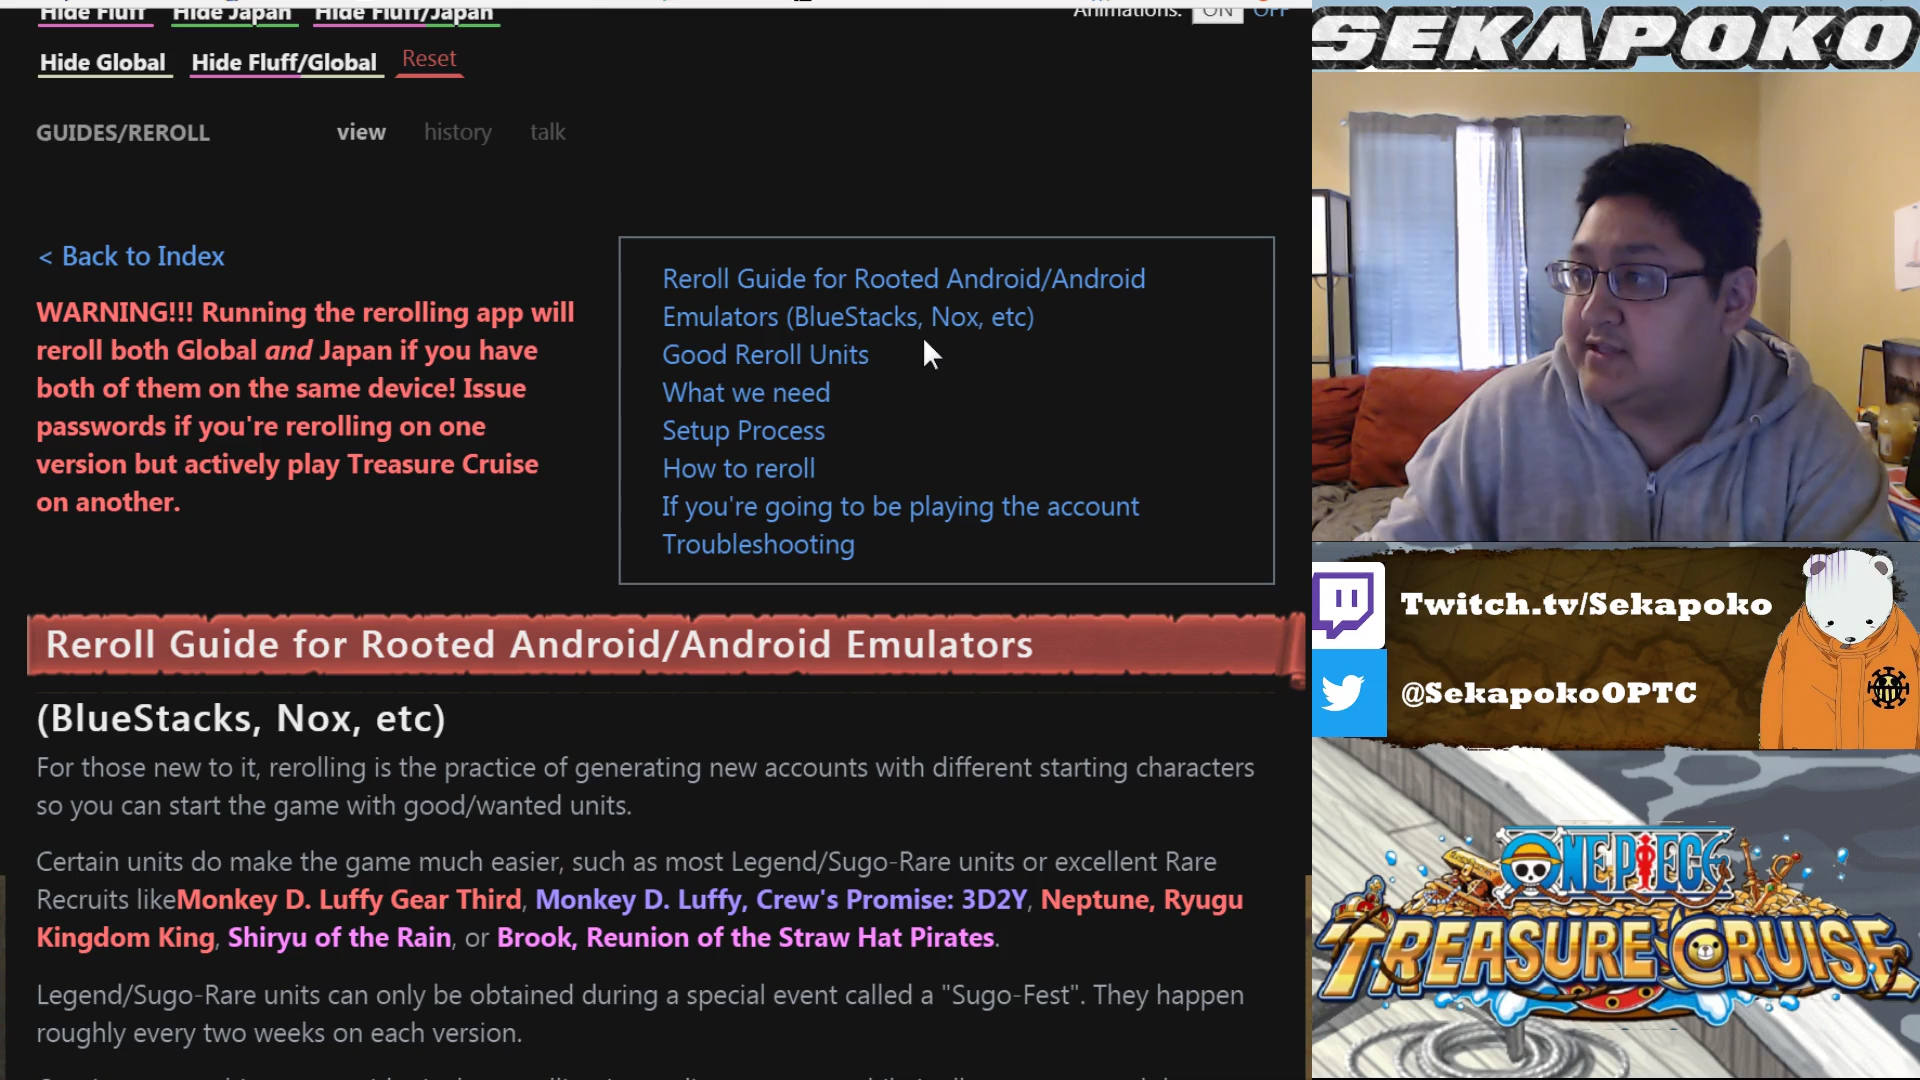 Hide Fluff Hide Japan Hide Fluff/Japan
Animations: ON OFF
Hide Global Hide Fluff/Global Reset
GUIDES/REROLL view history talk
< Back to Index
WARNING!!! Running the rerolling app will
reroll both Global and Japan if you have
both of them on the same device! Issue
passwords if you're rerolling on one
version but actively play Treasure Cruise
on another.
Reroll Guide for Rooted Android/Android
Emulators (BlueStacks, Nox, etc)
Good Reroll Units
What we need
Setup Process
How to reroll
If you're going to be playing the account
Troubleshooting
Reroll Guide for Rooted Android/Android Emulators
(BlueStacks, Nox, etc)
For those new to it, rerolling is the practice of generating new accounts with different starting characters
so you can start the game with good/wanted units.
Certain units do make the game much easier, such as most Legend/Sugo-Rare units or excellent Rare
Recruits likeMonkey D. Luffy Gear Third, Monkey D. Luffy, Crew's Promise: 3D2Y, Neptune, Ryugu
Kingdom King, Shiryu of the Rain, or Brook, Reunion of the Straw Hat Pirates.
Legend/Sugo-Rare units can only be obtained during a special event called a "Sugo-Fest". They happen
roughly every two weeks on each version.
SEKAPOKO
Twitch.tv/Sekapoko
@SekapokoOPTC
ONE PIECE
TREASURE CRUISE